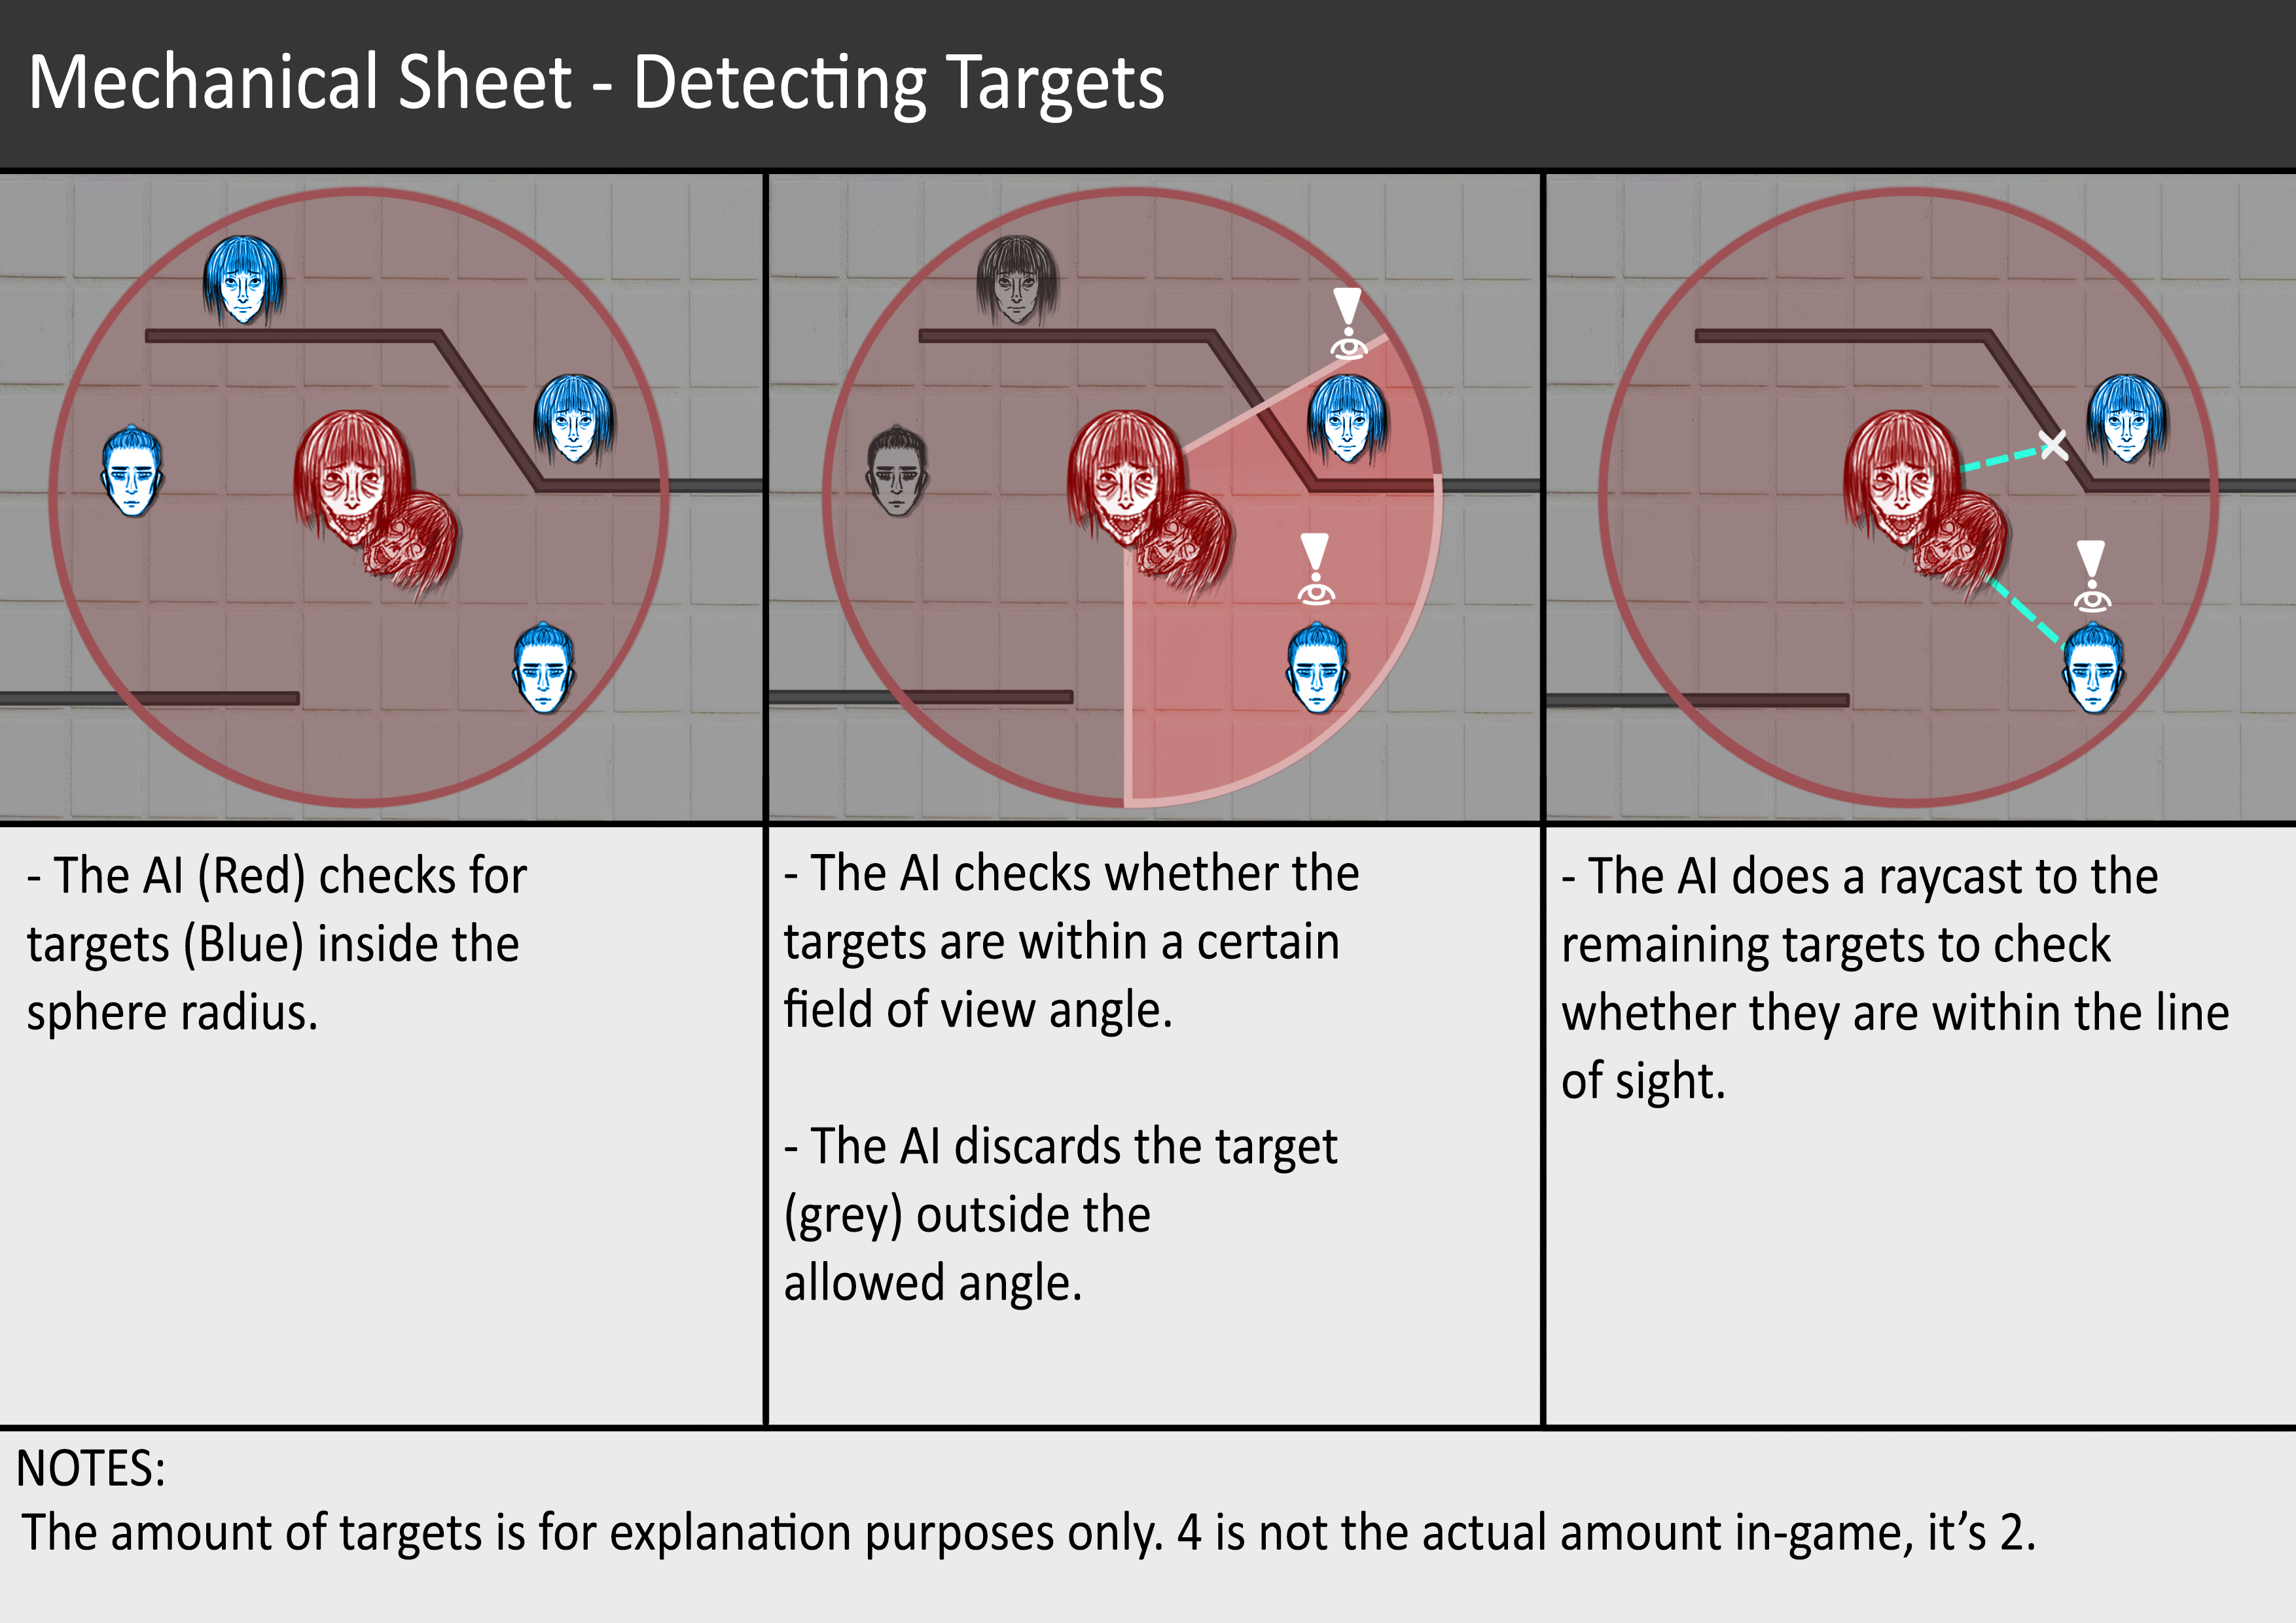 Mechanical Sheet - Detecting Targets
- The AI (Red) checks for
targets (Blue) inside the
sphere radius.
- The AI checks whether the
targets are within a certain
field of view angle.
- The AI discards the target
(grey) outside the
allowed angle.
- The AI does a raycast to the
remaining targets to check
whether they are within the line
of sight.
NOTES:
The amount of targets is for explanation purposes only. 4 is not the actual amount in-game, it’s 2.